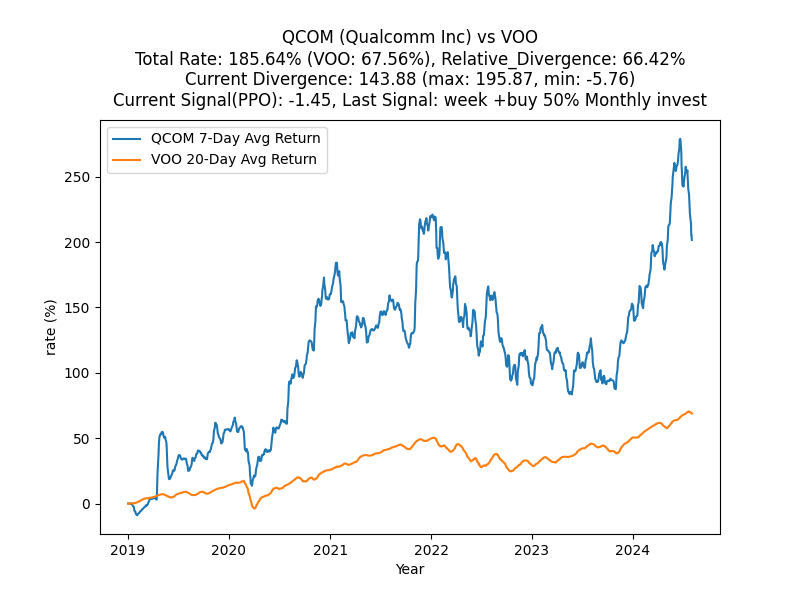 QCOM (Qualcomm Inc) vs VOO
Total Rate: 185.64% (VOO: 67.56%), Relative_Divergence: 66.42%
Current Divergence: 143.88 (max: 195.87, min: -5.76)
Current Signal(PPO): -1.45, Last Signal: week +buy 50% Monthly invest
QCOM 7-Day Avg Return
VOO 20-Day Avg Return
250
200
150
100
50
0
rate (%)
2019 2020 2021 2022 2023 2024
Year